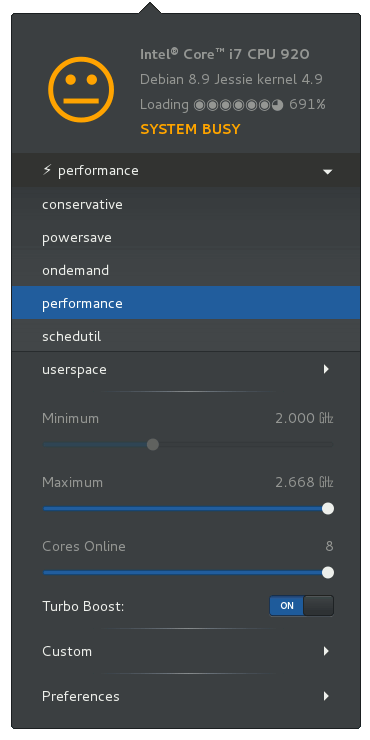 Intel® Core™ i7 CPU 920
Debian 8.9 Jessie kernel 4.9
Loading ◉◉◉◉◉◉◕ 691%
SYSTEM BUSY
⚡ performance
conservative
powersave
ondemand
performance
schedutil
userspace
Minimum 2.000 ㎓
Maximum 2.668 ㎓
Cores Online 8
Turbo Boost: ON
Custom
Preferences